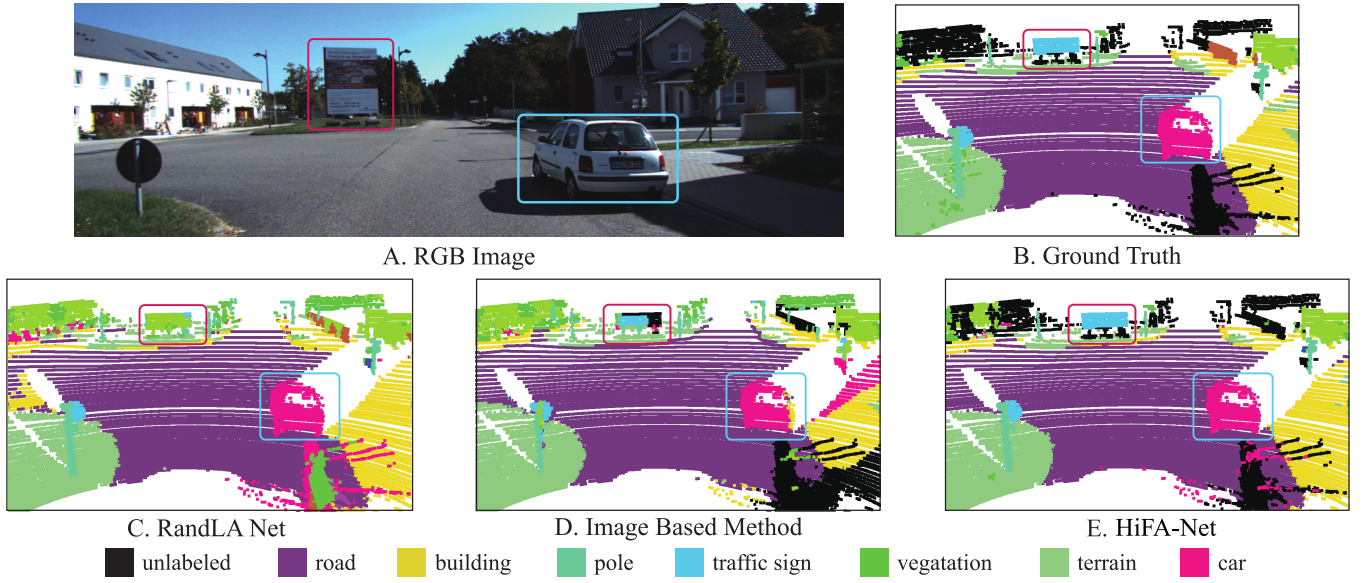 A. RGB Image
B. Ground Truth
C. RandLA Net
D. Image Based Method
E. HiFA-Net
unlabeled
road
building
pole
traffic sign
vegatation
terrain
car